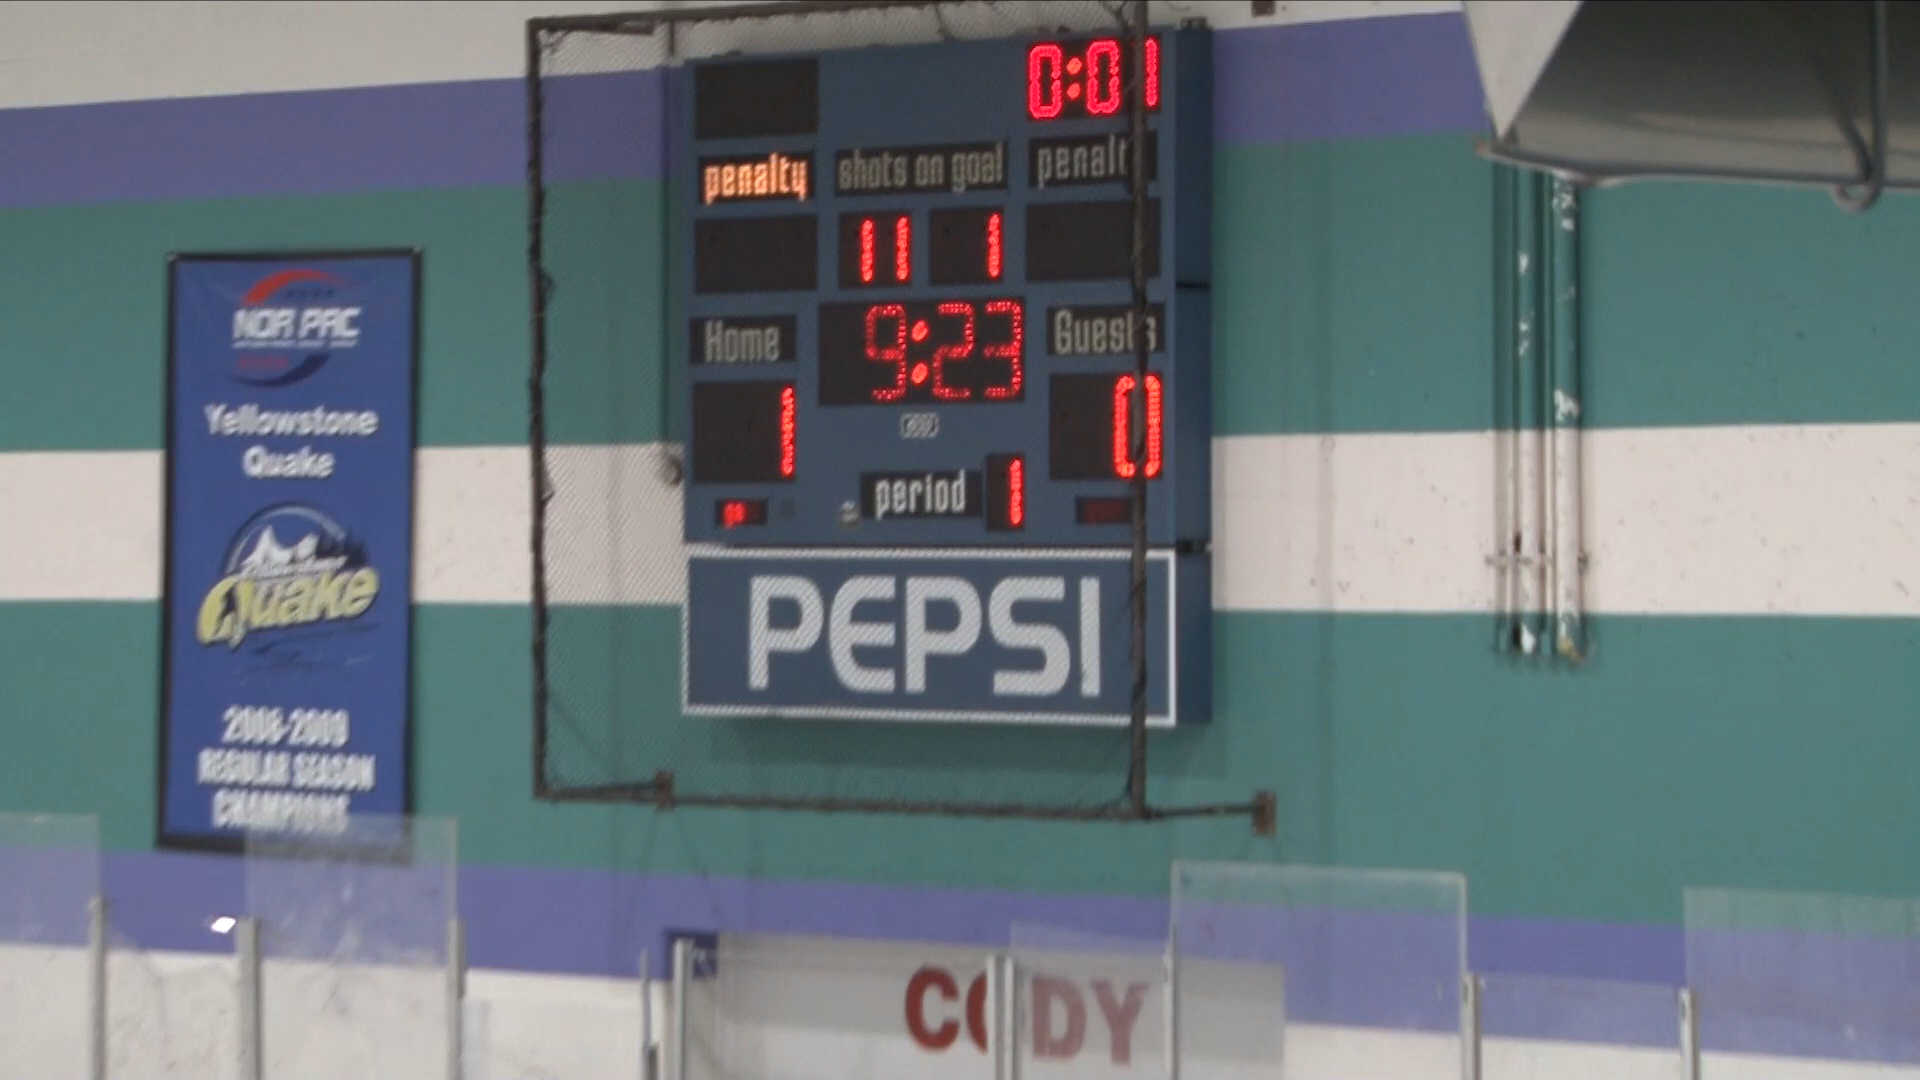 0:01
penalty shots on goal penalt
11 1
Home 9:23 Guests
1 0
period 1
PEPSI
NOR PAC
Yellowstone
Quake
Quake
2008-2009
REGULAR SEASON
CHAMPIONS
CODY